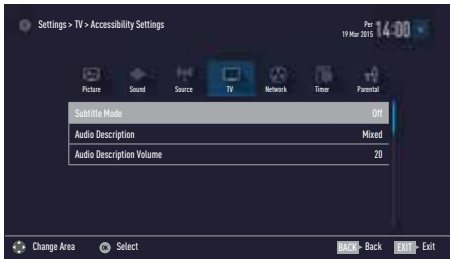 Settings > TV > Accessibility Settings
Per
19 Mar 2015 14:00
Picture Sound Source TV Network Timer Parental
Subtitle Mode Off
Audio Description Mixed
Audio Description Volume 20
Change Area OK Select BACK Back EXIT Exit